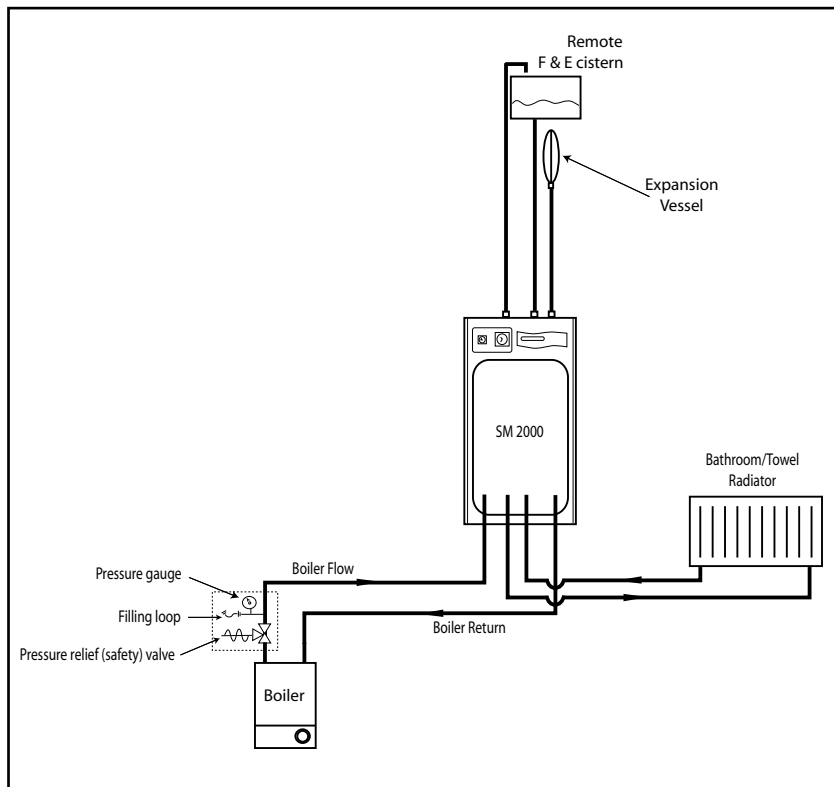 Remote
F & E cistern
Expansion
Vessel
SM 2000
Bathroom/Towel
Radiator
Boiler Flow
Pressure gauge
Filling loop
Boiler Return
Pressure relief (safety) valve
Boiler